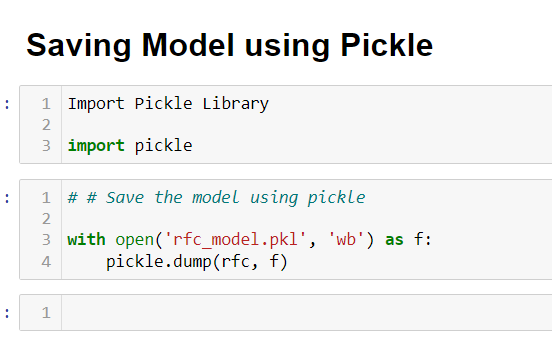 Saving Model using Pickle
: 1 Import Pickle Library
2
3 import pickle
: 1 # # Save the model using pickle
2
3 with open('rfc_model.pkl', 'wb') as f:
4 pickle.dump(rfc, f)
: 1